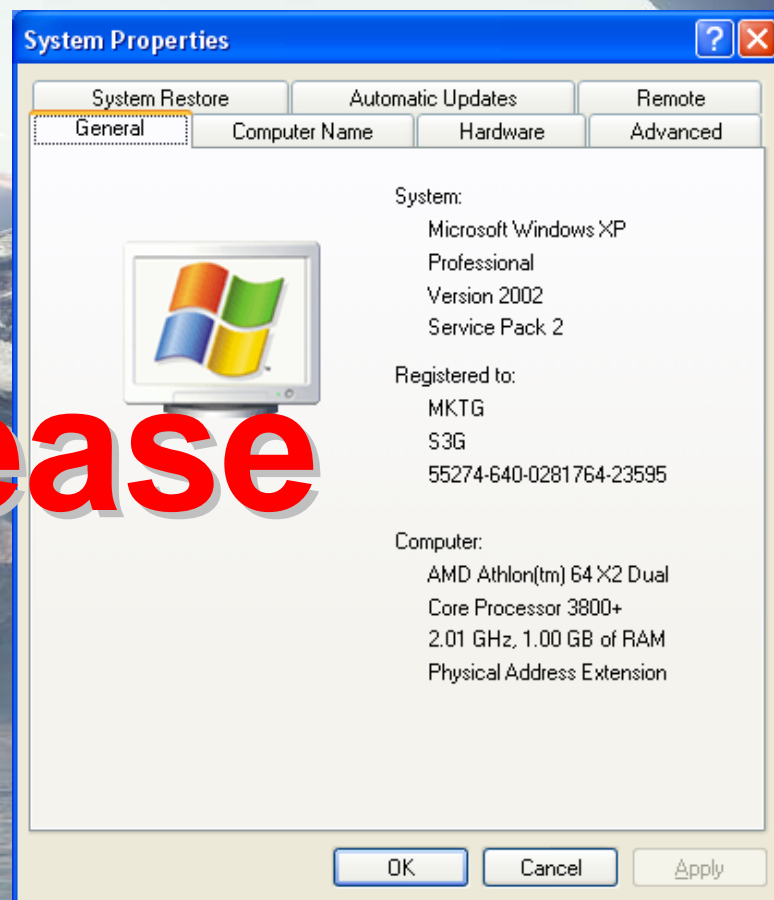 System Properties
System Restore Automatic Updates Remote
General Computer Name Hardware Advanced
System:
Microsoft Windows XP
Professional
Version 2002
Service Pack 2
Registered to:
MKTG
S3G
55274-640-0281764-23595
ease
Computer:
AMD Athlon(tm) 64 X2 Dual
Core Processor 3800+
2.01 GHz, 1.00 GB of RAM
Physical Address Extension
OK Cancel Apply